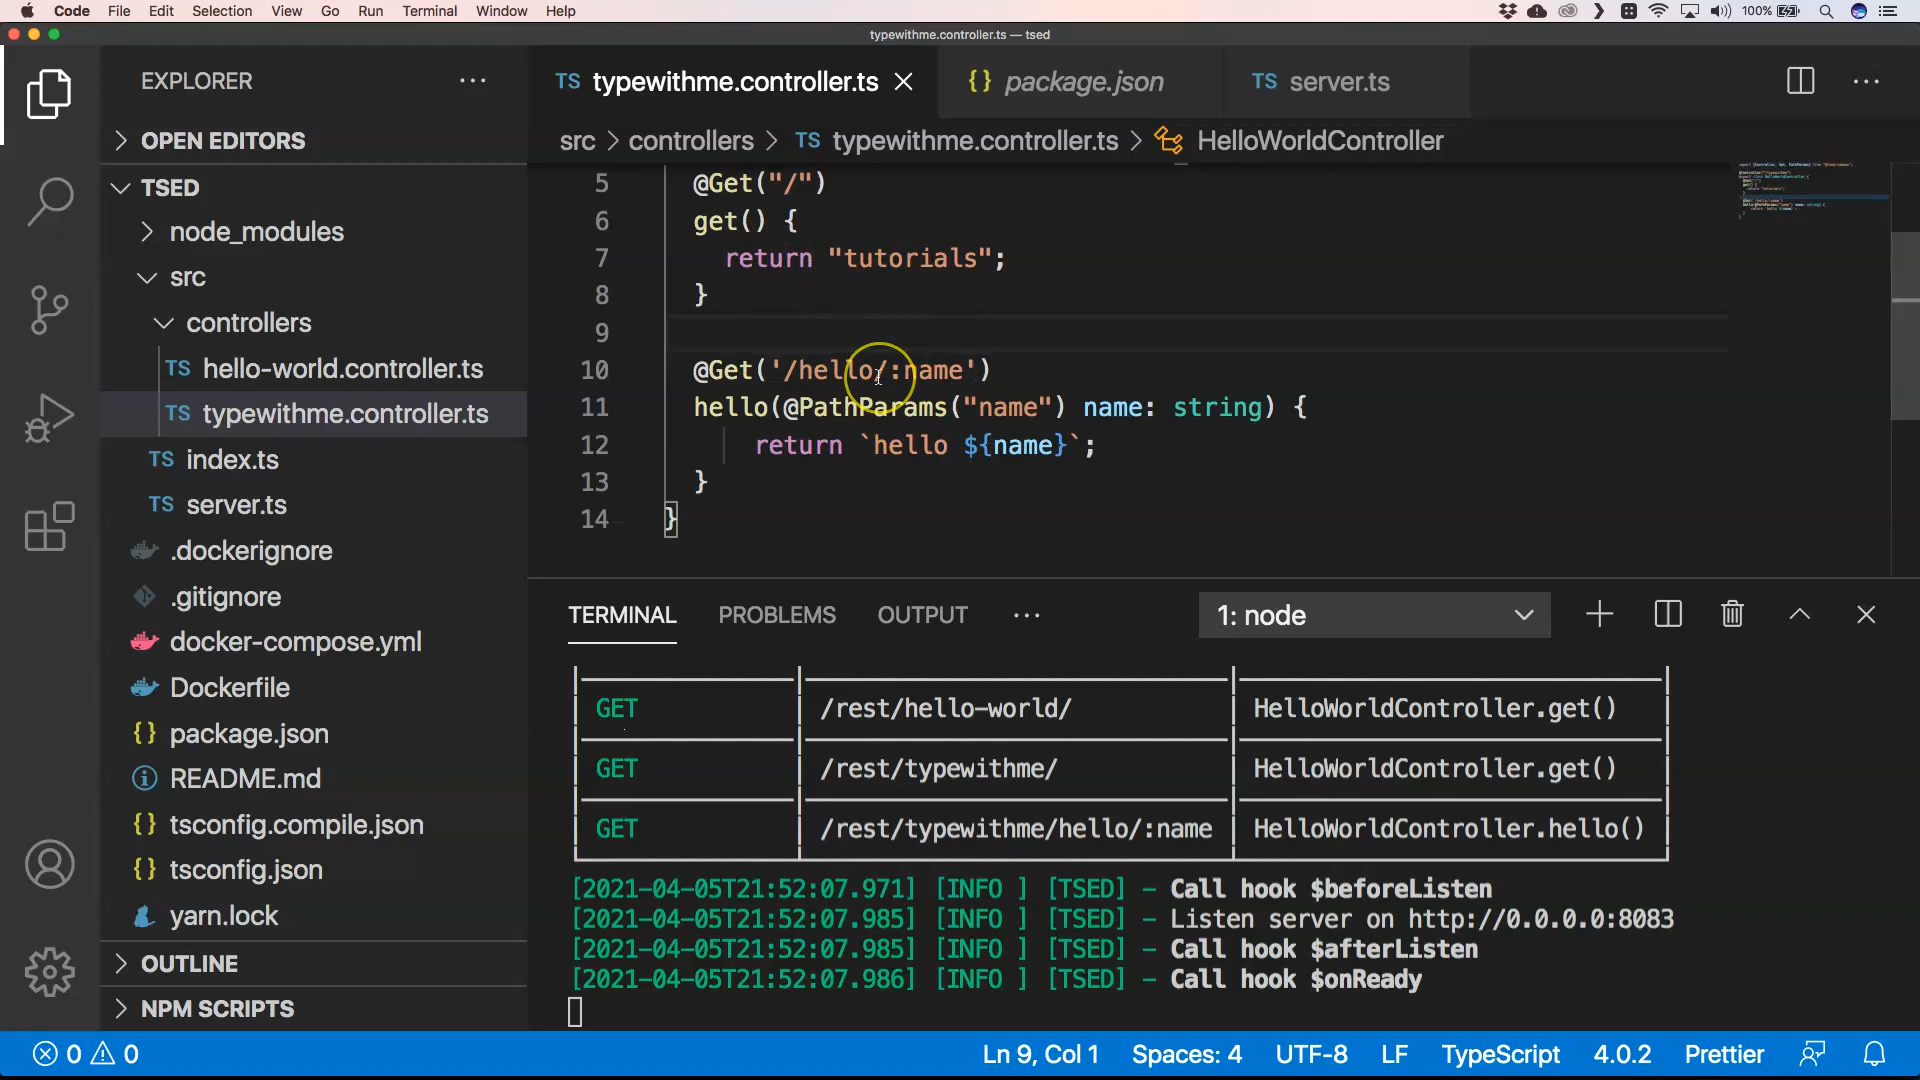 Code File Edit Selection View Go Run Terminal Window Help 100%
typewithme.controller.ts — tsed
EXPLORER
OPEN EDITORS
TSED
node_modules
src
controllers
TS hello-world.controller.ts
TS typewithme.controller.ts
TS index.ts
TS server.ts
.dockerignore
.gitignore
docker-compose.yml
Dockerfile
{} package.json
README.md
{} tsconfig.compile.json
{} tsconfig.json
yarn.lock
OUTLINE
NPM SCRIPTS
TS typewithme.controller.ts {} package.json TS server.ts
src > controllers > TS typewithme.controller.ts > HelloWorldController
5 @Get("/")
6 get() {
7 return "tutorials";
8 }
9
10 @Get('/hello/:name')
11 hello(@PathParams("name") name: string) {
12 return `hello ${name}`;
13 }
14 }
TERMINAL PROBLEMS OUTPUT ··· 1: node
GET /rest/hello-world/ HelloWorldController.get()
GET /rest/typewithme/ HelloWorldController.get()
GET /rest/typewithme/hello/:name HelloWorldController.hello()
[2021-04-05T21:52:07.971] [INFO ] [TSED] - Call hook $beforeListen
[2021-04-05T21:52:07.985] [INFO ] [TSED] - Listen server on http://0.0.0.0:8083
[2021-04-05T21:52:07.985] [INFO ] [TSED] - Call hook $afterListen
[2021-04-05T21:52:07.986] [INFO ] [TSED] - Call hook $onReady
0 0 Ln 9, Col 1 Spaces: 4 UTF-8 LF TypeScript 4.0.2 Prettier